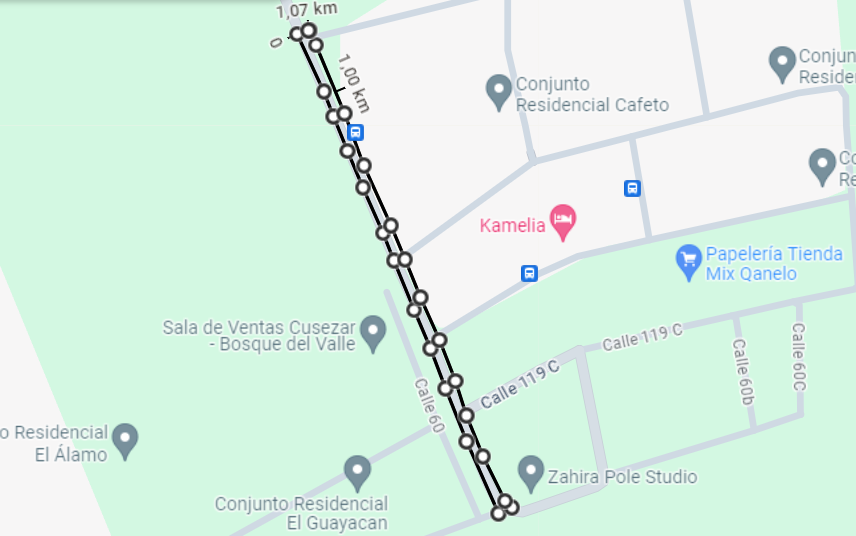 1,07 km
0
1,00 km
Conjunto
Residencial Cafeto
Conjun
Reside
Co
Re
Kamelia
Papelería Tienda
Mix Qanelo
Sala de Ventas Cusezar
- Bosque del Valle
Calle 119 C
Calle 60b
Calle 60C
Calle 119 C
Calle 60
o Residencial
El Álamo
Zahira Pole Studio
Conjunto Residencial
El Guayacan